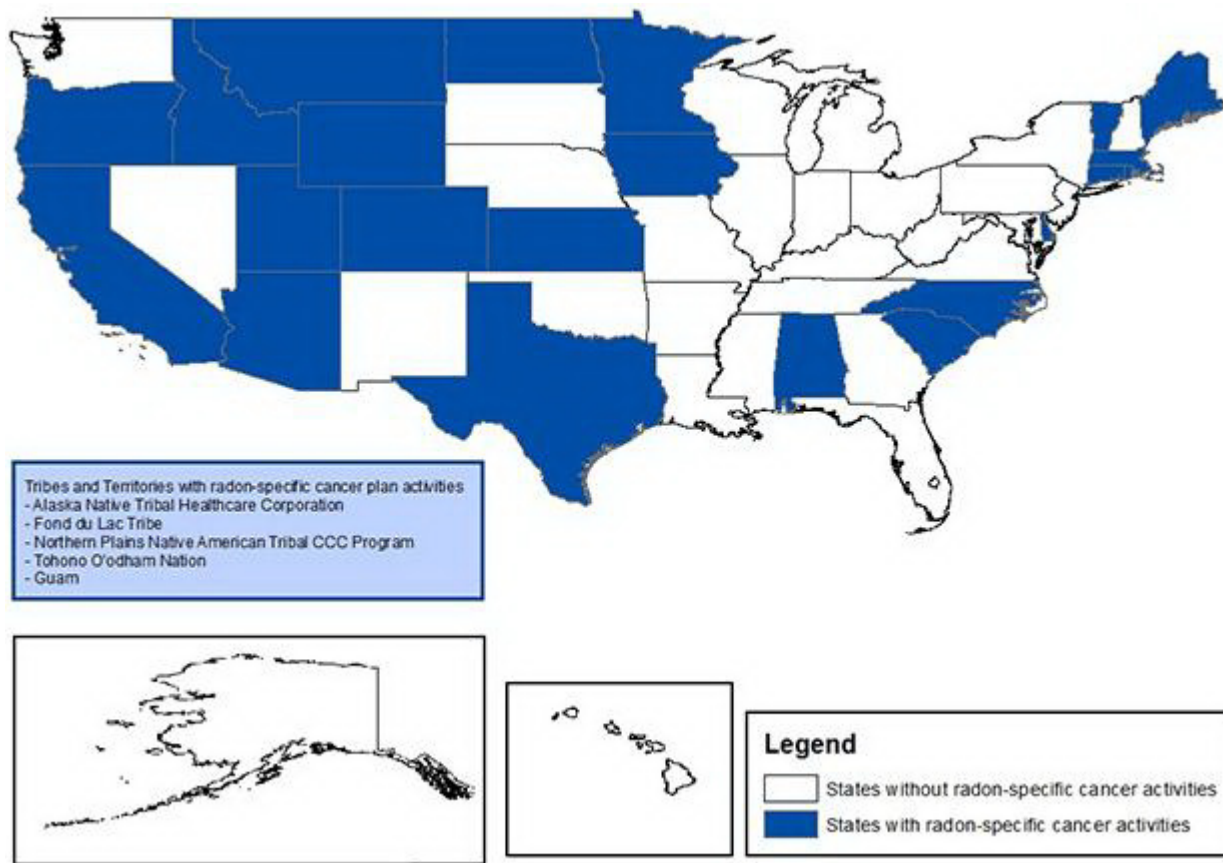 Tribes and Territories with radon-specific cancer plan activities
- Alaska Native Tribal Healthcare Corporation
- Fond du Lac Tribe
- Northern Plains Native American Tribal CCC Program
- Tohono O'odham Nation
- Guam
Legend
States without radon-specific cancer activities
States with radon-specific cancer activities